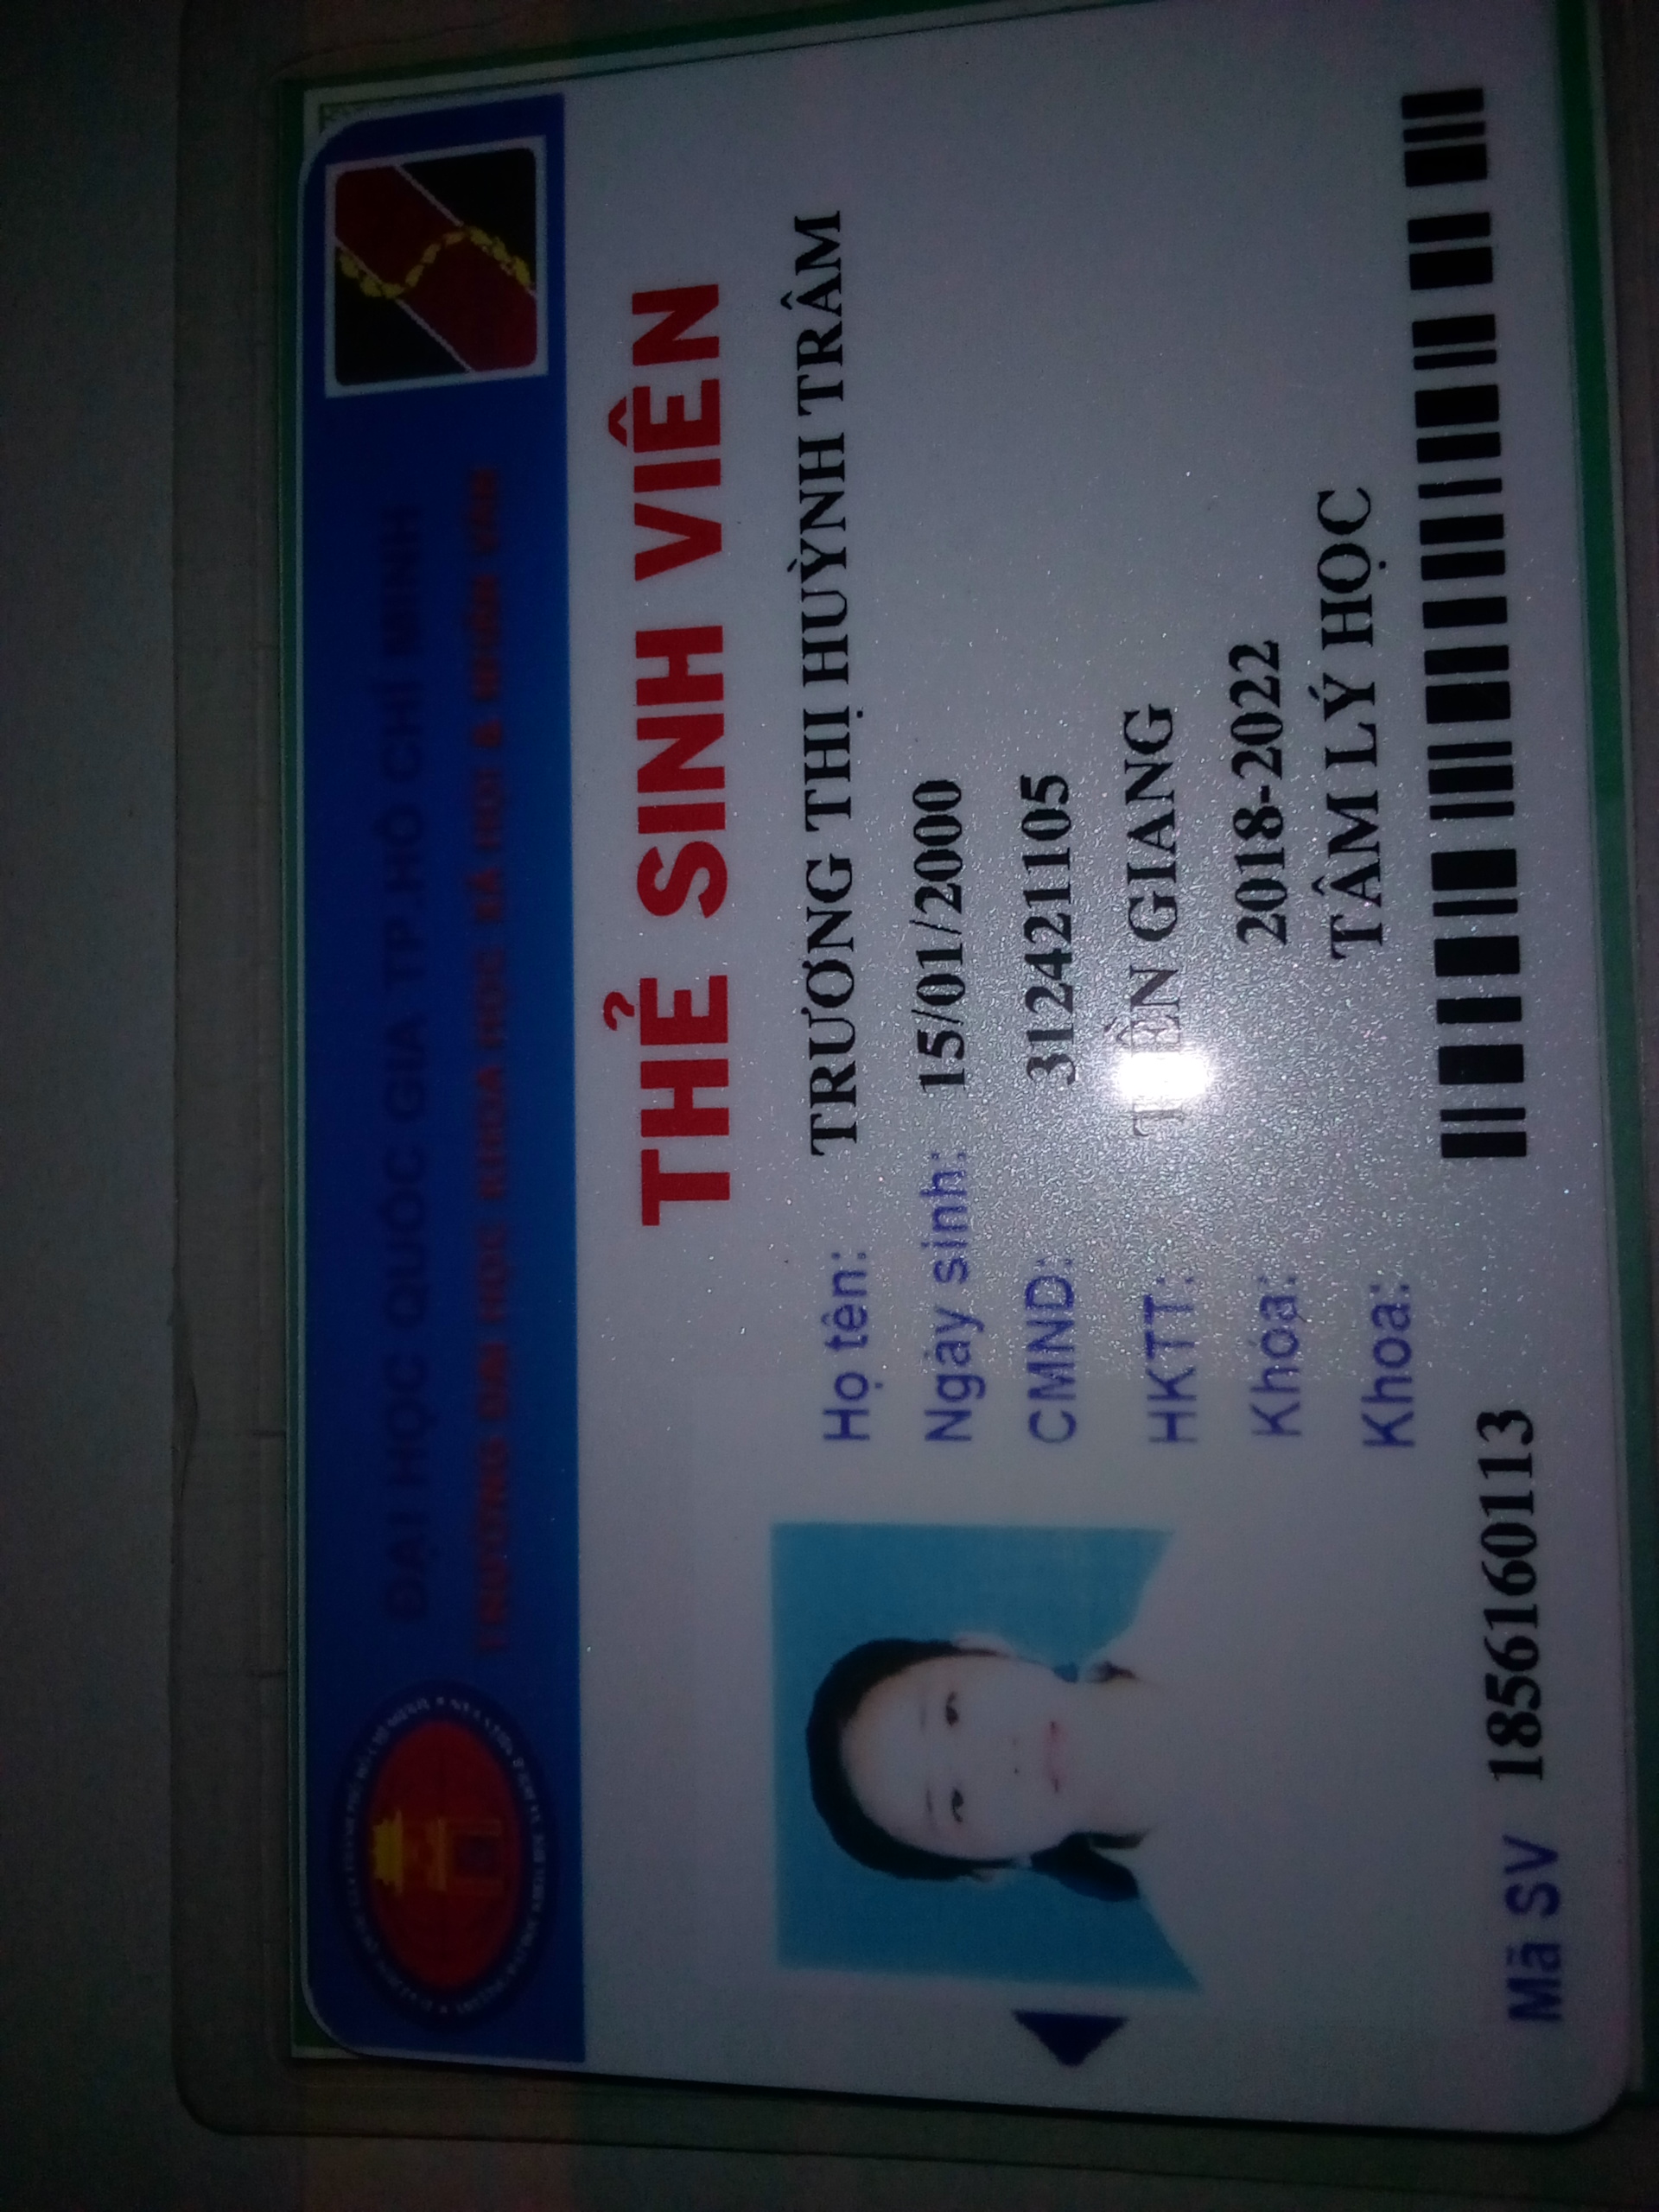 ĐẠI HỌC QUỐC GIA TP.HỒ CHÍ MINH
TRƯỜNG ĐẠI HỌC KHOA HỌC XÃ HỘI & NHÂN VĂN
THẺ SINH VIÊN
Họ tên: TRƯƠNG THỊ HUỲNH TRÂM
Ngày sinh: 15/01/2000
CMND: 312421105
HKTT: TIỀN GIANG
Khóa: 2018-2022
Khoa: TÂM LÝ HỌC
Mã SV 1856160113